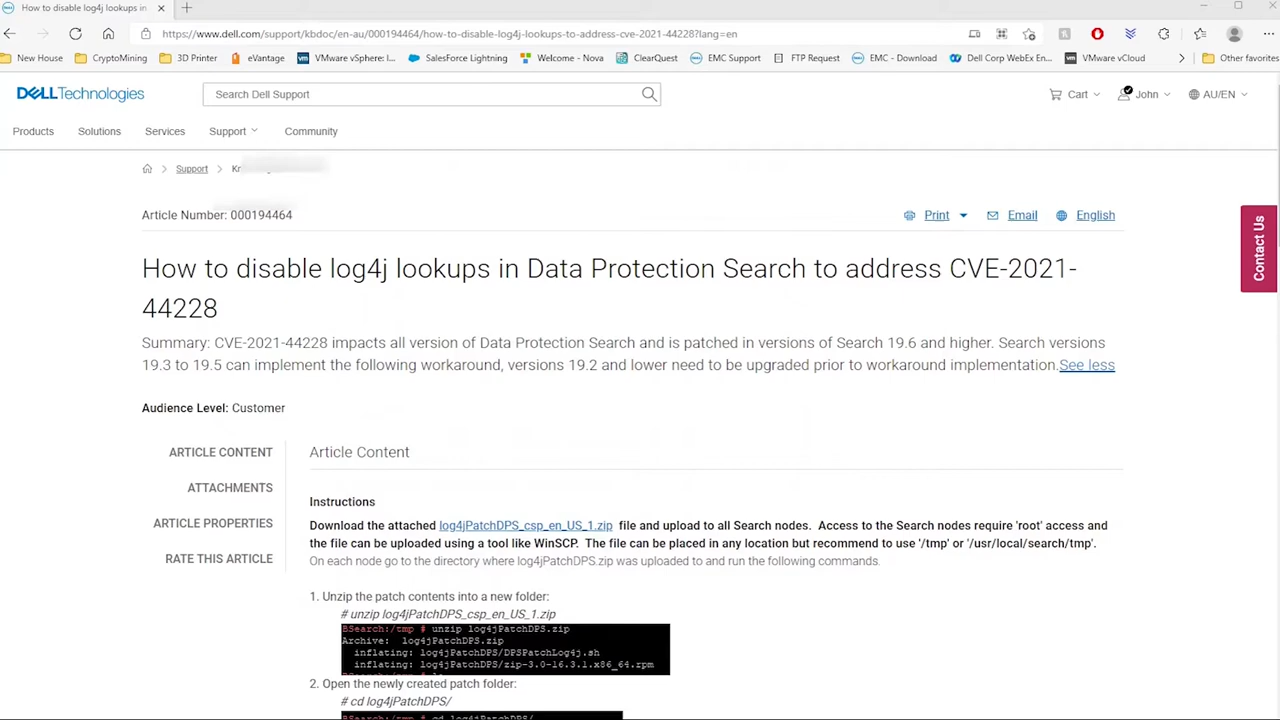 How to disable log4j lookups in
https://www.dell.com/support/kbdoc/en-au/000194464/how-to-disable-log4j-lookups-to-address-cve-2021-44228?lang=en
New House CryptoMining 3D Printer eVantage VMware vSphere:, I... SalesForce Lightning Welcome - Nova ClearQuest EMC Support FTP Request EMC - Download Dell Corp WebEx En... VMware vCloud Other favorites
DELLTechnologies Search Dell Support Cart John AU/EN
Products Solutions Services Support Community
Support
Article Number: 000194464 Print Email English
Contact Us
How to disable log4j lookups in Data Protection Search to address CVE-2021-
44228
Summary: CVE-2021-44228 impacts all version of Data Protection Search and is patched in versions of Search 19.6 and higher. Search versions
19.3 to 19.5 can implement the following workaround, versions 19.2 and lower need to be upgraded prior to workaround implementation.See less
Audience Level: Customer
ARTICLE CONTENT
ATTACHMENTS
ARTICLE PROPERTIES
RATE THIS ARTICLE
Article Content
Instructions
Download the attached log4jPatchDPS_csp_en_US_1.zip file and upload to all Search nodes. Access to the Search nodes require 'root' access and
the file can be uploaded using a tool like WinSCP. The file can be placed in any location but recommend to use '/tmp' or '/usr/local/search/tmp'.
On each node go to the directory where log4jPatchDPS.zip was uploaded to and run the following commands.
1. Unzip the patch contents into a new folder:
# unzip log4jPatchDPS_csp_en_US_1.zip
BSearch:/tmp # unzip log4jPatchDPS.zip
Archive: log4jPatchDPS.zip
inflating: log4jPatchDPS/DPSPatchLog4j.sh
inflating: log4jPatchDPS/zip-3.0-16.3.1.x86_64.rpm
2. Open the newly created patch folder:
# cd log4jPatchDPS/
BSearch:/tmp # cd log4jPatchDPS/